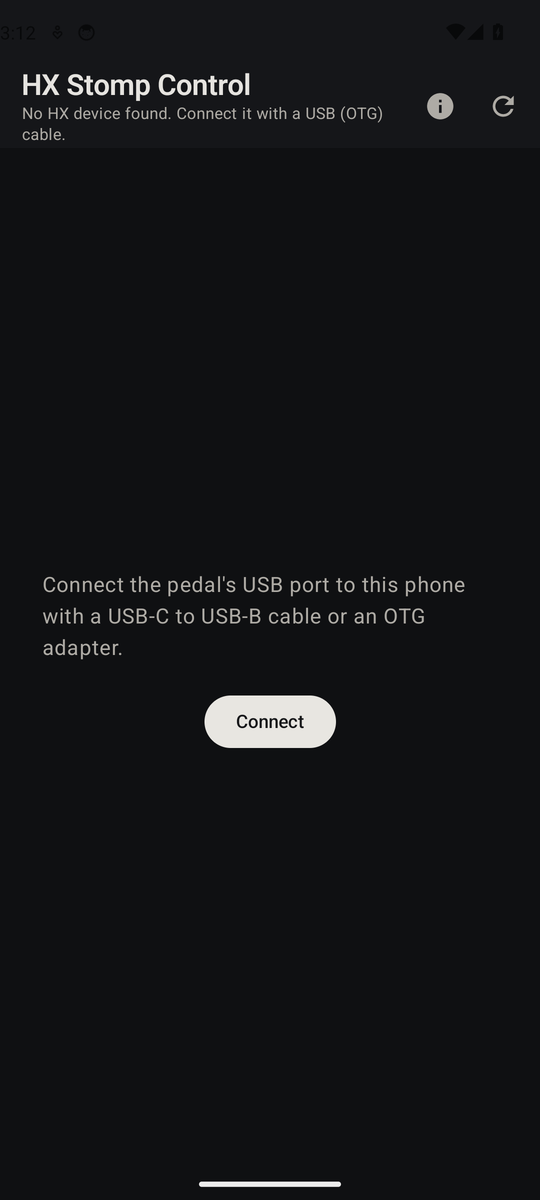 3:12
HX Stomp Control
No HX device found. Connect it with a USB (OTG)
cable.
Connect the pedal's USB port to this phone
with a USB-C to USB-B cable or an OTG
adapter.
Connect